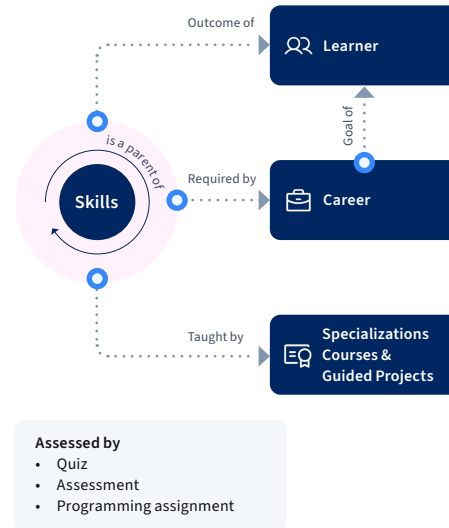 Outcome of
Learner
is a parent of
Goal of
Required by
Skills
Career
Taught by
Specializations
Courses &
Guided Projects
Assessed by
• Quiz
• Assessment
• Programming assignment